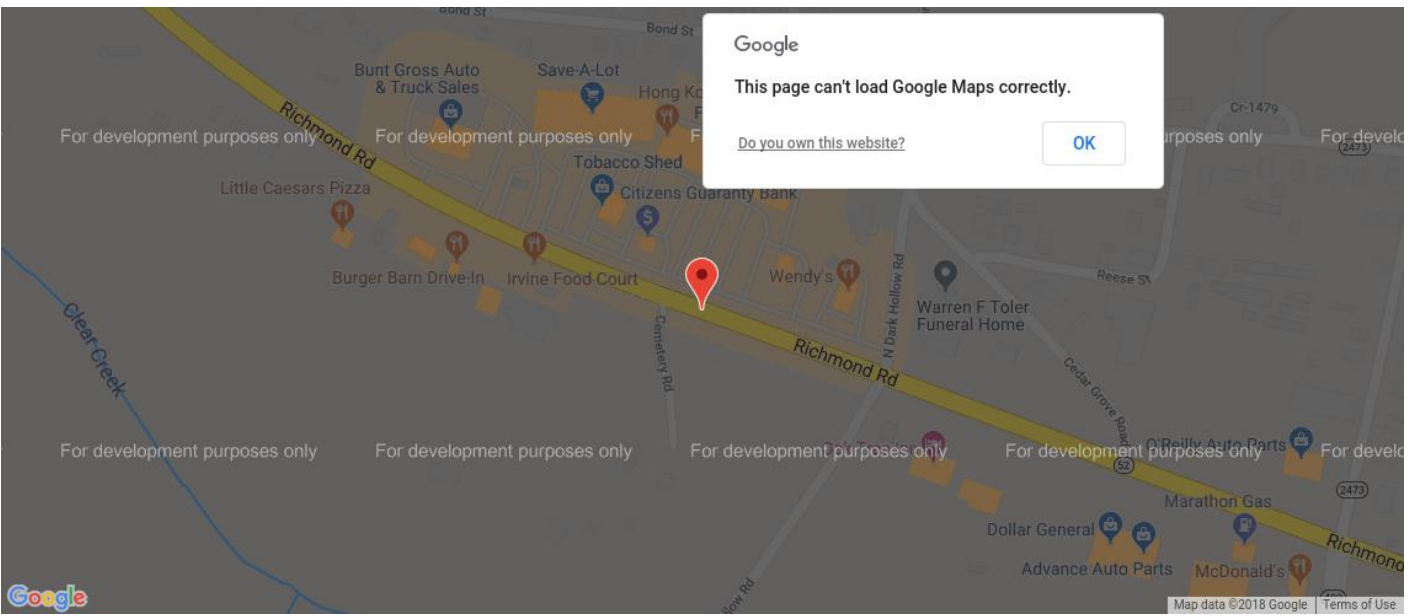 Bond St
Bond St
Google
This page can't load Google Maps correctly.
Do you own this website?
OK
Bunt Gross Auto
& Truck Sales
Save-A-Lot
Hong
Cr-1479
Richmond Rd
For development purposes only
For development purposes only
purposes only
2473
Tobacco Shed
Little Caesars Pizza
Citizens Guaranty Bank
Burger Barn Drive-In
Irvine Food Court
Wendy's
N Dark Hollow Rd
Reese St
Warren F Toler
Funeral Home
Clear Creek
Cemetery Rd
Richmond Rd
Cedar Grove Road
For development purposes only
For development purposes only
For development purposes only
For development purposes only
O'Reilly Auto Parts
52
2473
Marathon Gas
Dollar General
Richmond
Advance Auto Parts
McDonald's
Google
Map data ©2018 Google
Terms of Use